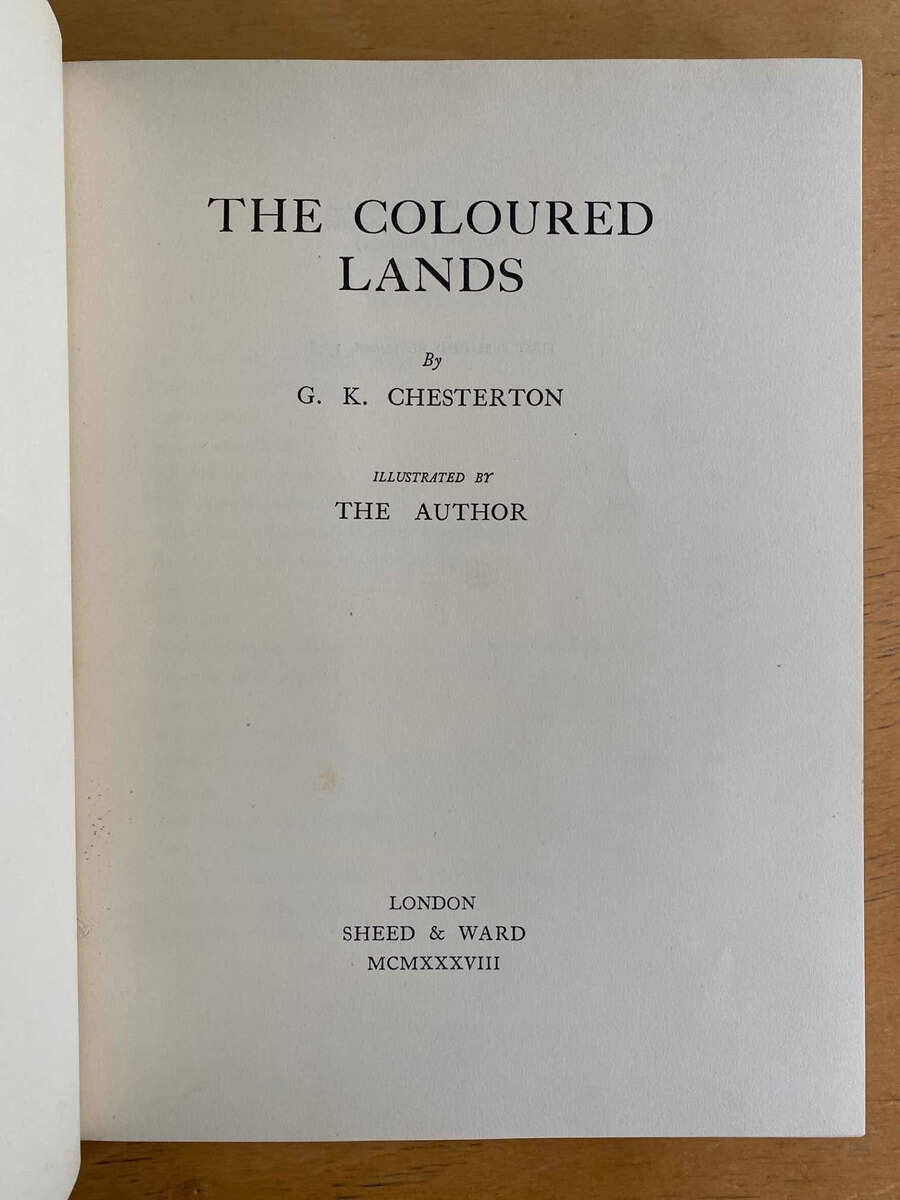 THE COLOURED
LANDS
By
G. K. CHESTERTON
ILLUSTRATED BY
THE AUTHOR
LONDON
SHEED & WARD
MCMXXXVIII